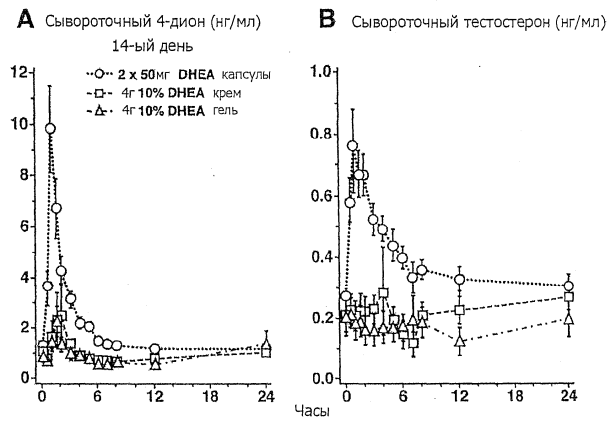 A Сывороточный 4-дион (нг/мл)
14-ый день
2 x 50мг DHEA капсулы
4г 10% DHEA крем
4г 10% DHEA гель
12
10
8
6
4
2
0
0 6 12 18 24
B Сывороточный тестостерон (нг/мл)
1.0
0.8
0.6
0.4
0.2
0.0
0 6 12 18 24
Часы